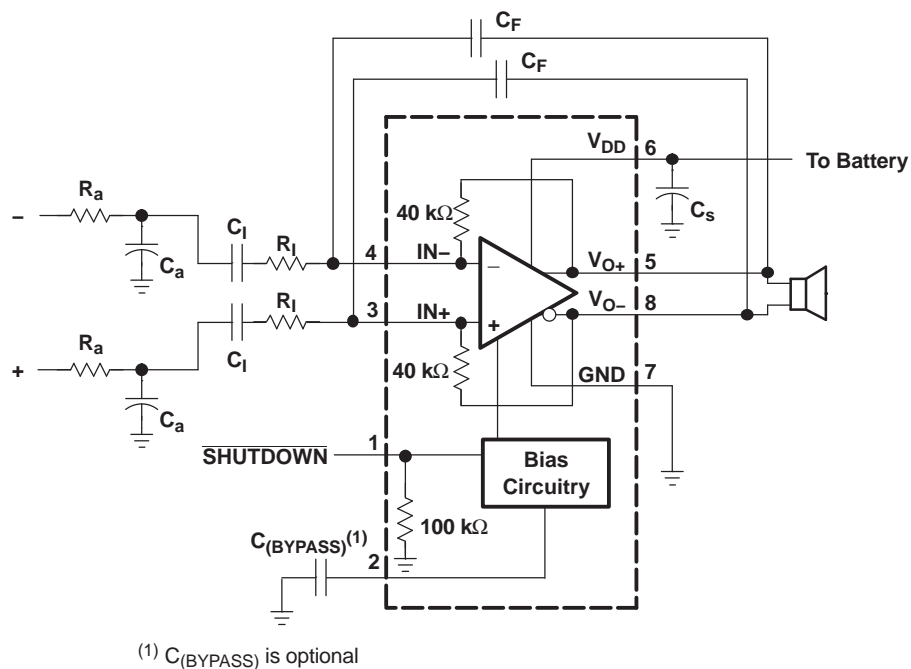 C_F
C_F
V_DD 6
To Battery
R_a
–
40 kΩ
C_s
C_I
R_I
4 IN–
–
V_O+ 5
C_a
R_I
3 IN+
+
V_O– 8
R_a
C_I
+
40 kΩ
GND 7
C_a
SHUTDOWN
1
Bias
Circuitry
100 kΩ
C_(BYPASS)^(1)
2
(1) C_(BYPASS) is optional